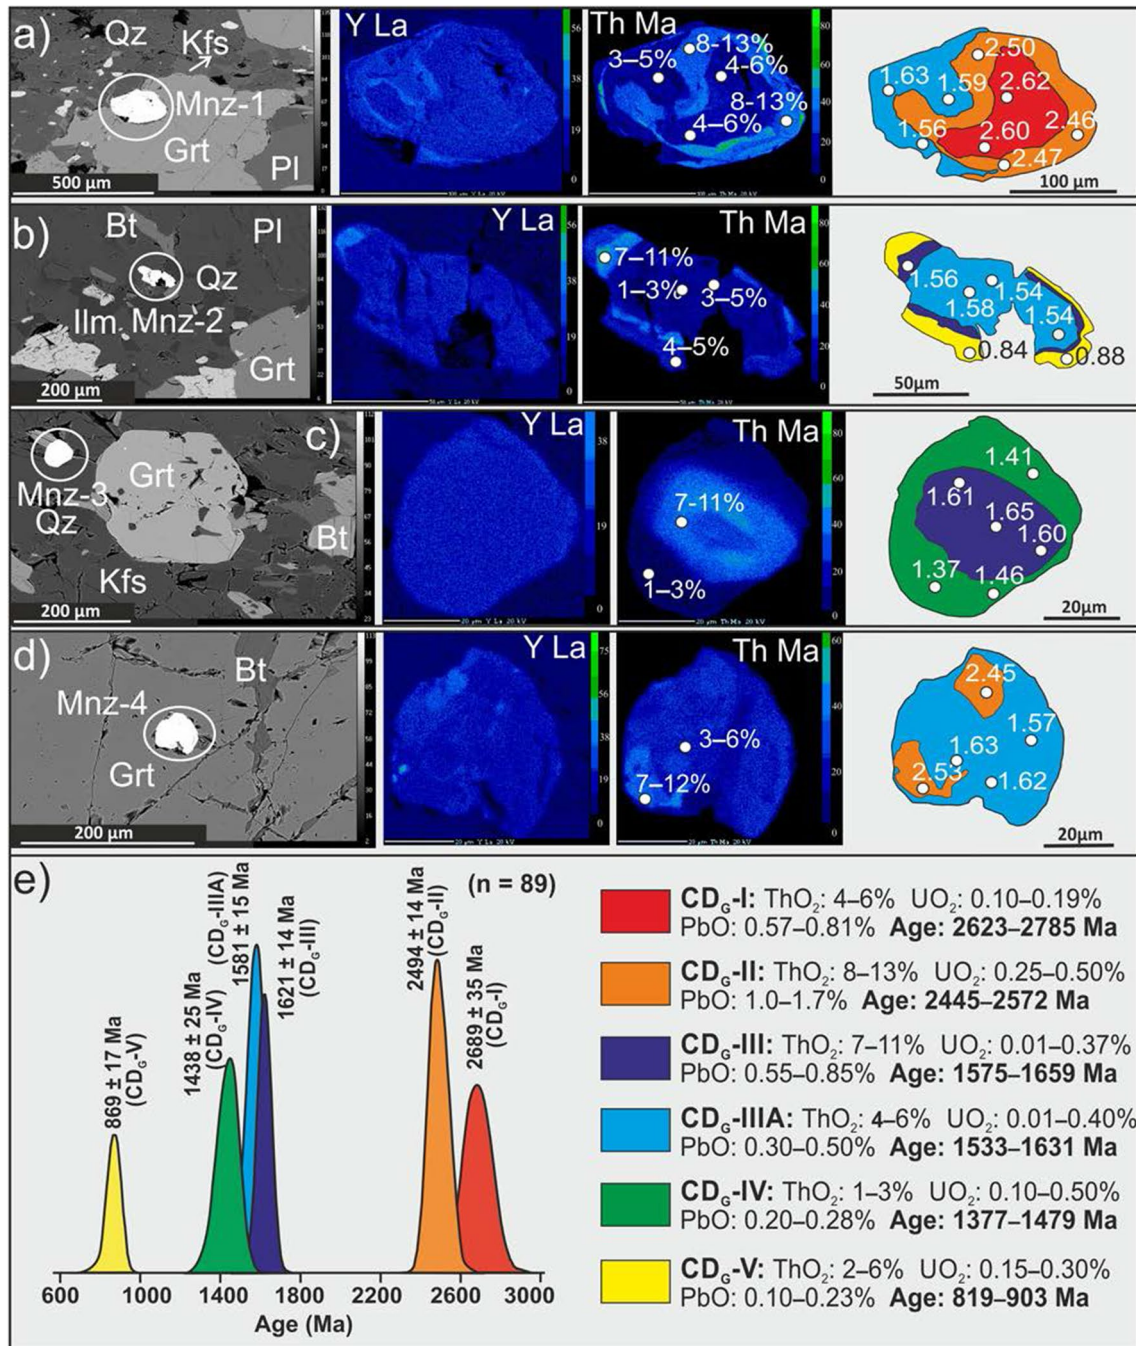 a)
Qz
Kfs
Mnz-1
Grt
Pl
500 µm
Y La
Th Ma
3–5%
8-13%
4-6%
8-13%
4–6%
2.50
1.63
1.59
2.62
1.56
2.60
2.46
2.47
100 µm
b)
Bt
Pl
Qz
Ilm
Mnz-2
Grt
200 µm
Y La
Th Ma
7–11%
1–3%
3–5%
4–5%
1.56
1.54
1.58
1.54
0.84
0.88
50µm
c)
Grt
Mnz-3
Qz
Bt
Kfs
200 µm
Y La
Th Ma
7-11%
1–3%
1.41
1.61
1.65
1.60
1.37
1.46
20µm
d)
Bt
Mnz-4
Grt
200 µm
Y La
Th Ma
3–6%
7–12%
2.45
1.57
1.63
2.53
1.62
20µm
e)
(n = 89)
869 ± 17 Ma
(CD_G-V)
1438 ± 25 Ma
(CD_G-IV)
(CD_G-IIIA)
1581 ± 15 Ma
1621 ± 14 Ma
(CD_G-III)
2494 ± 14 Ma
(CD_G-II)
2689 ± 35 Ma
(CD_G-I)
600 1000 1400 1800 2200 2600 3000
Age (Ma)
CD_G-I: ThO₂: 4–6% UO₂: 0.10–0.19%
PbO: 0.57–0.81% Age: 2623–2785 Ma
CD_G-II: ThO₂: 8–13% UO₂: 0.25–0.50%
PbO: 1.0–1.7% Age: 2445–2572 Ma
CD_G-III: ThO₂: 7–11% UO₂: 0.01–0.37%
PbO: 0.55–0.85% Age: 1575–1659 Ma
CD_G-IIIA: ThO₂: 4–6% UO₂: 0.01–0.40%
PbO: 0.30–0.50% Age: 1533–1631 Ma
CD_G-IV: ThO₂: 1–3% UO₂: 0.10–0.50%
PbO: 0.20–0.28% Age: 1377–1479 Ma
CD_G-V: ThO₂: 2–6% UO₂: 0.15–0.30%
PbO: 0.10–0.23% Age: 819–903 Ma